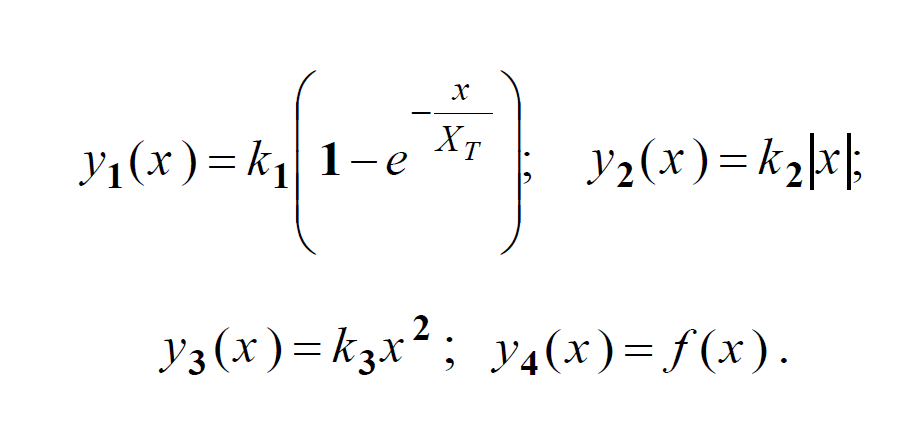 y₁(x) = k₁(1 − e^{−x/X_T}); y₂(x) = k₂|x|;
y₃(x) = k₃x²; y₄(x) = f(x).